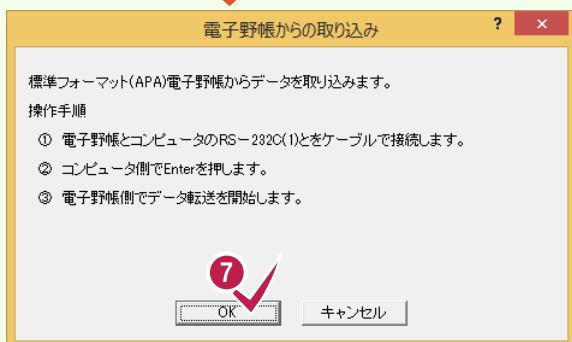 電子野帳からの取り込み ? ×
標準フォーマット(APA)電子野帳からデータを取り込みます。
操作手順
① 電子野帳とコンピュータのRS-232C(1)とをケーブルで接続します。
② コンピュータ側でEnterを押します。
③ 電子野帳側でデータ転送を開始します。
7
OK キャンセル